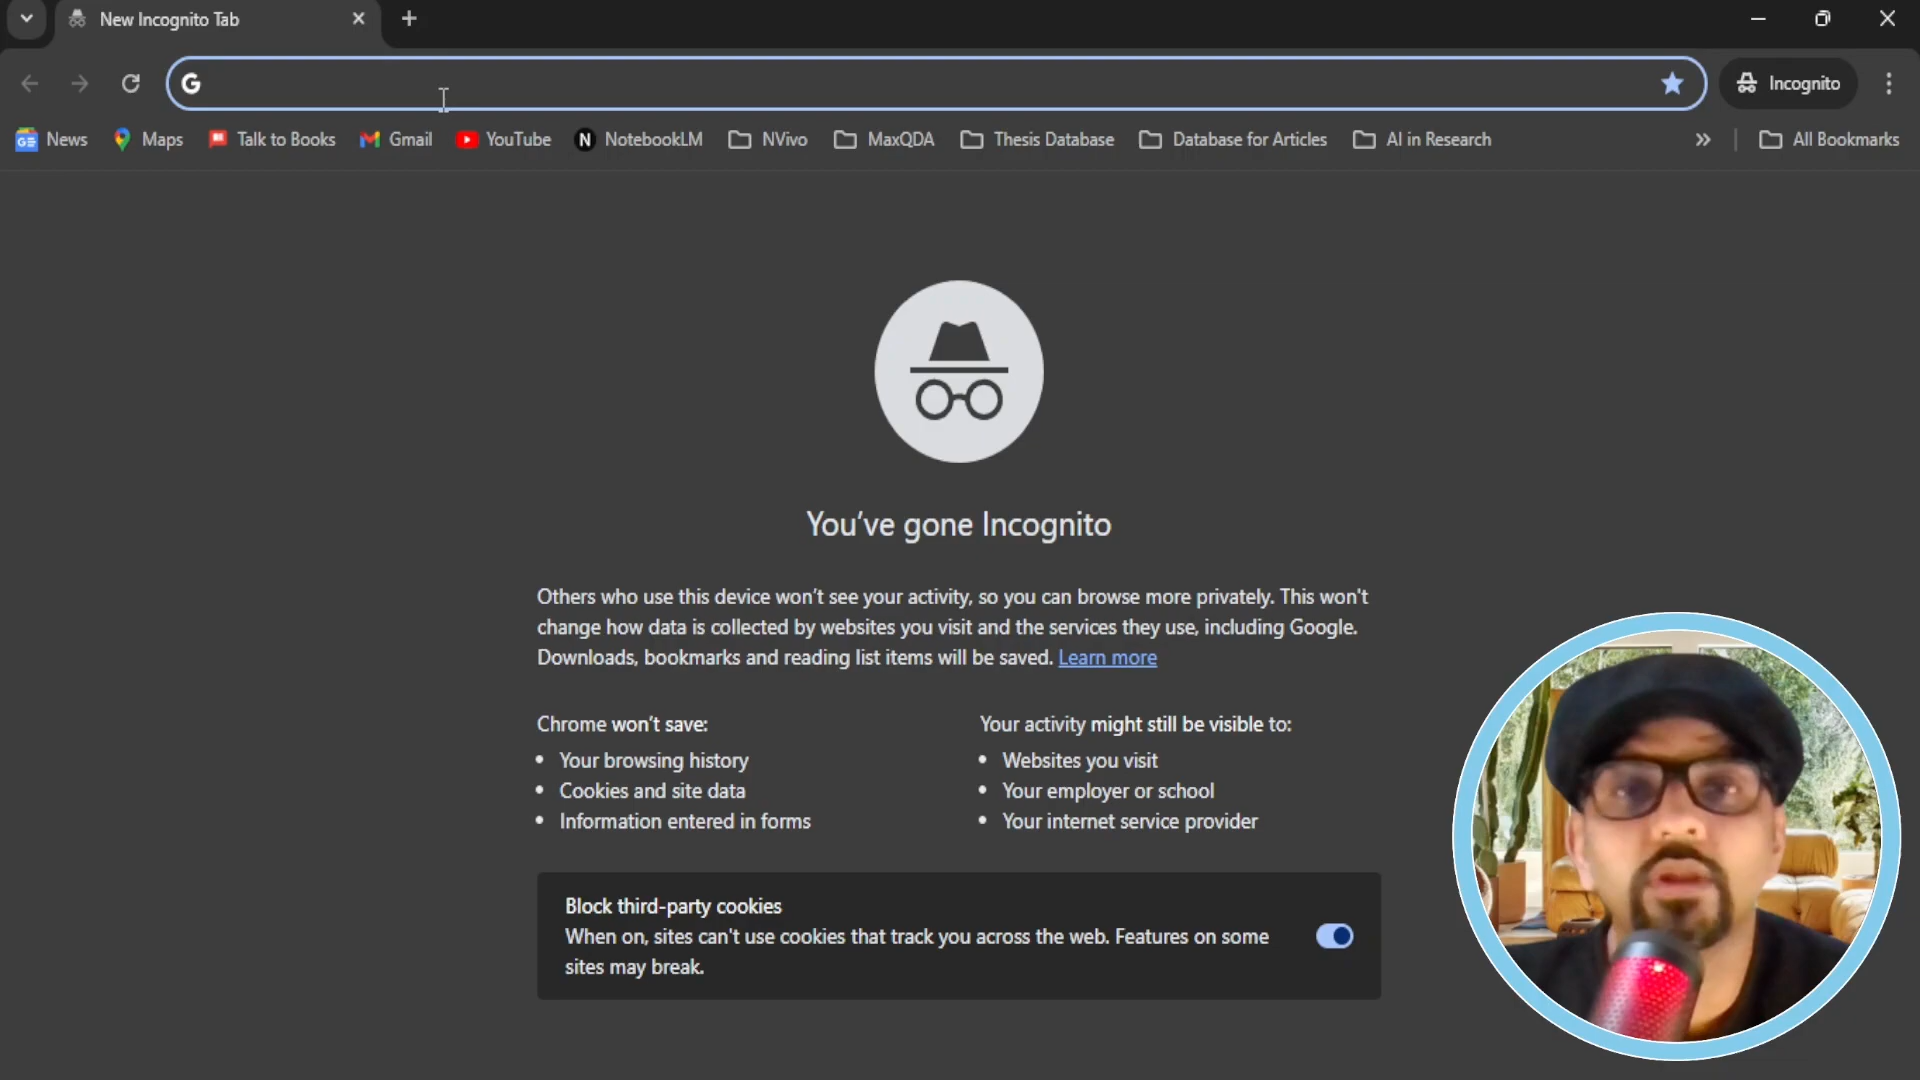 New Incognito Tab
Incognito
News Maps Talk to Books Gmail YouTube NotebookLM NVivo MaxQDA Thesis Database Database for Articles AI in Research All Bookmarks
You've gone Incognito
Others who use this device won't see your activity, so you can browse more privately. This won't
change how data is collected by websites you visit and the services they use, including Google.
Downloads, bookmarks and reading list items will be saved. Learn more
Chrome won't save:
Your browsing history
Cookies and site data
Information entered in forms
Your activity might still be visible to:
Websites you visit
Your employer or school
Your internet service provider
Block third-party cookies
When on, sites can't use cookies that track you across the web. Features on some
sites may break.